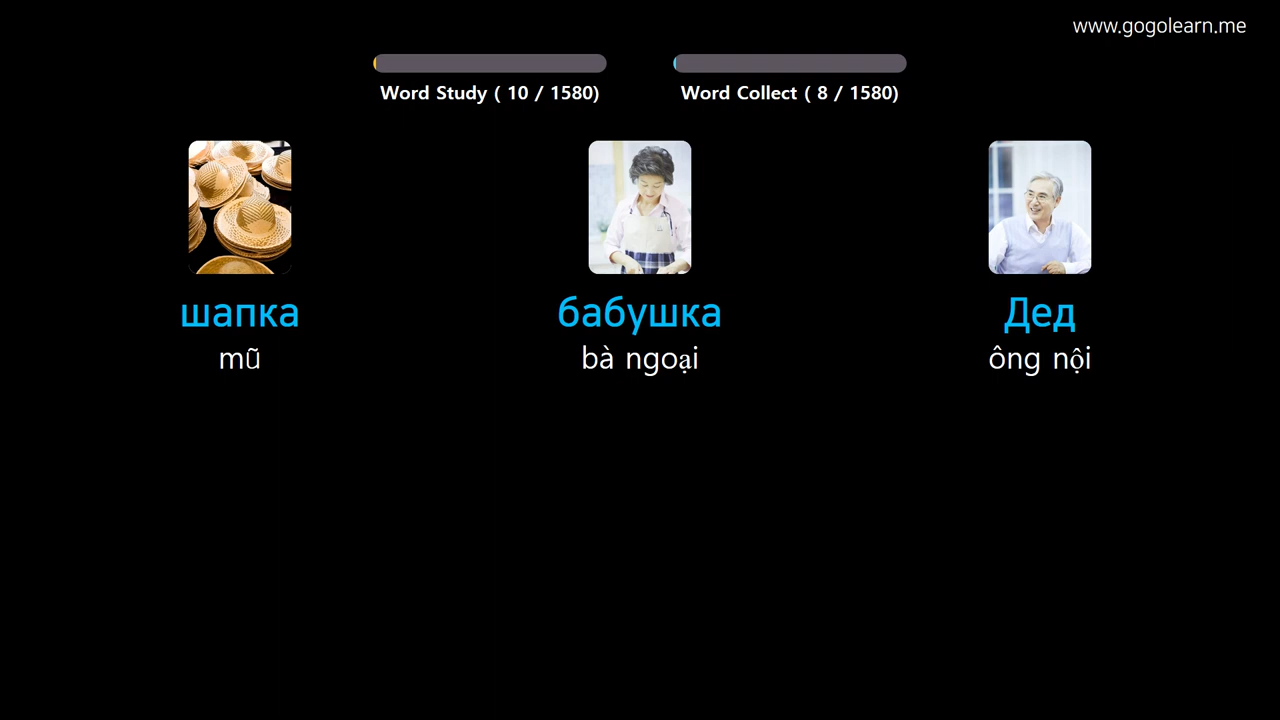 www.gogolearn.me
Word Study ( 10 / 1580)
Word Collect ( 8 / 1580)
шапка
mũ
бабушка
bà ngoại
Дед
ông nội